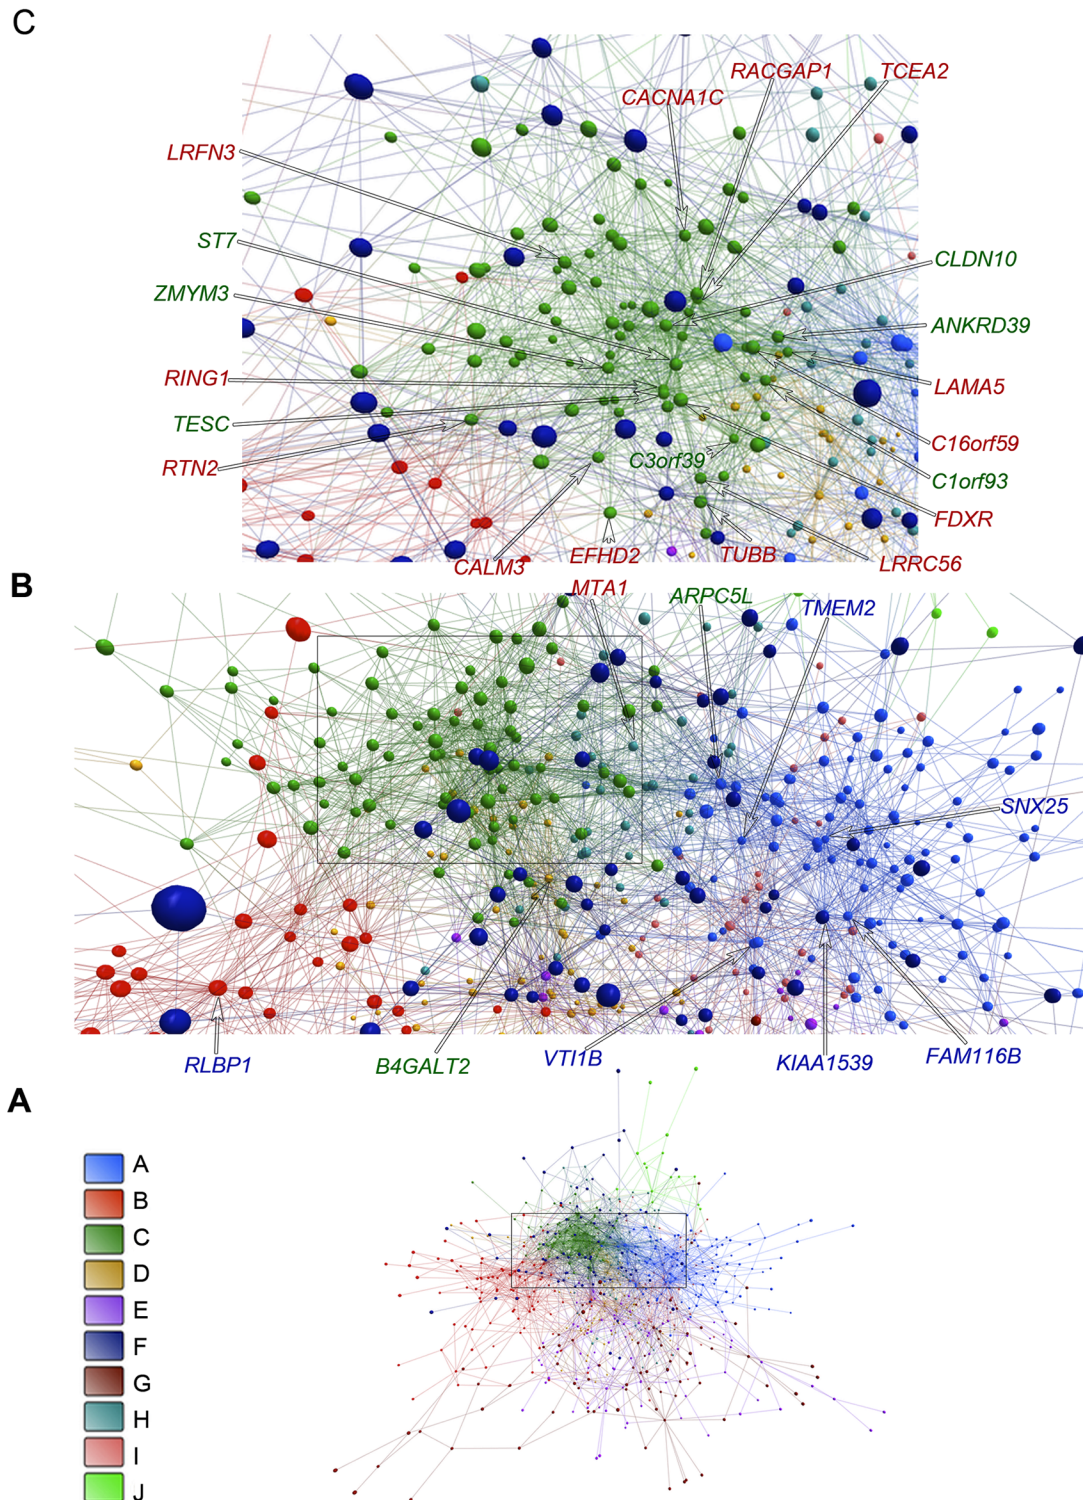 C
RACGAP1
TCEA2
CACNA1C
LRFN3
ST7
CLDN10
ZMYM3
ANKRD39
RING1
LAMA5
TESC
C16orf59
RTN2
C3orf39
C1orf93
FDXR
CALM3
EFHD2
TUBB
LRRC56
B
MTA1
ARPC5L
TMEM2
SNX25
RLBP1
B4GALT2
VTI1B
KIAA1539
FAM116B
A
A
B
C
D
E
F
G
H
I
J